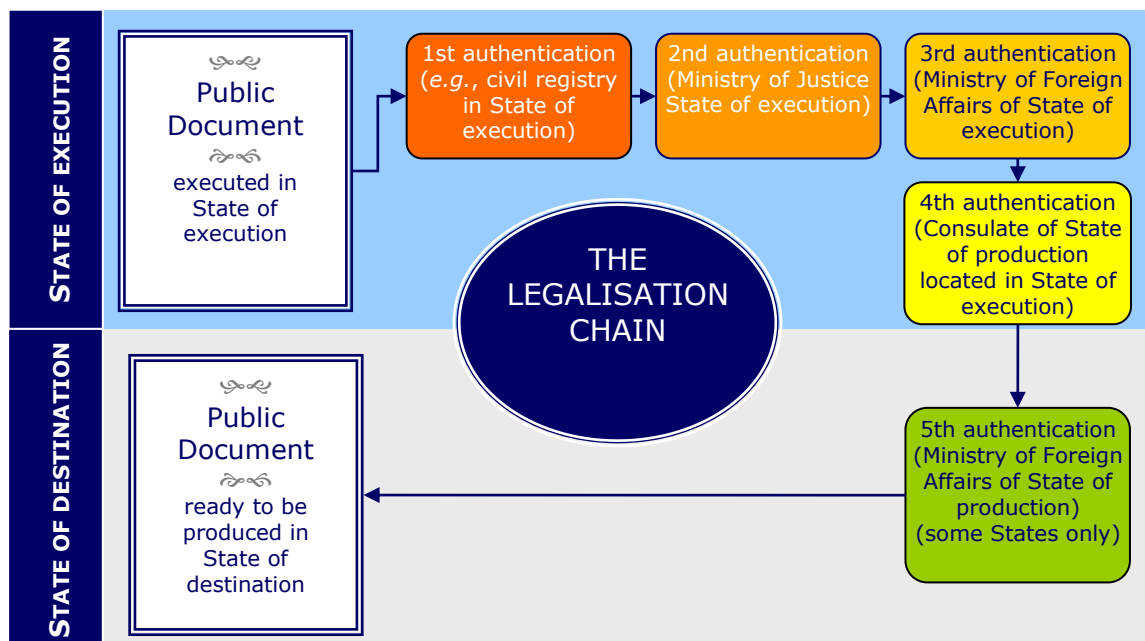 STATE OF EXECUTION
Public
Document
executed in
State of
execution
1st authentication
(e.g., civil registry
in State of
execution)
2nd authentication
(Ministry of Justice
State of execution)
3rd authentication
(Ministry of Foreign
Affairs of State of
execution)
4th authentication
(Consulate of State
of production
located in State of
execution)
THE
LEGALISATION
CHAIN
STATE OF DESTINATION
Public
Document
ready to be
produced in
State of
destination
5th authentication
(Ministry of Foreign
Affairs of State of
production)
(some States only)